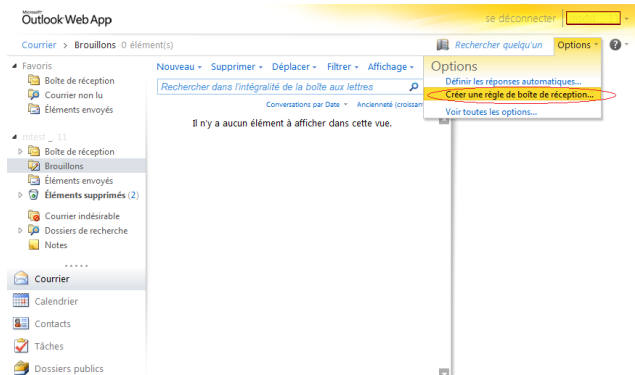 Microsoft®
Outlook Web App
se déconnecter
Courrier > Brouillons 0 élément(s)
Rechercher quelqu'un
Options
?
Favoris
Boîte de réception
Courrier non lu
Éléments envoyés
mtest _ 11
Boîte de réception
Brouillons
Éléments envoyés
Éléments supprimés (2)
Courrier indésirable
Dossiers de recherche
Notes
Courrier
Calendrier
Contacts
Tâches
Dossiers publics
Nouveau Supprimer Déplacer Filtrer Affichage
Rechercher dans l'intégralité de la boîte aux lettres
Conversations par Date Ancienneté (croissan
Il n'y a aucun élément à afficher dans cette vue.
Options
Définir les réponses automatiques...
Créer une règle de boîte de réception...
Voir toutes les options...